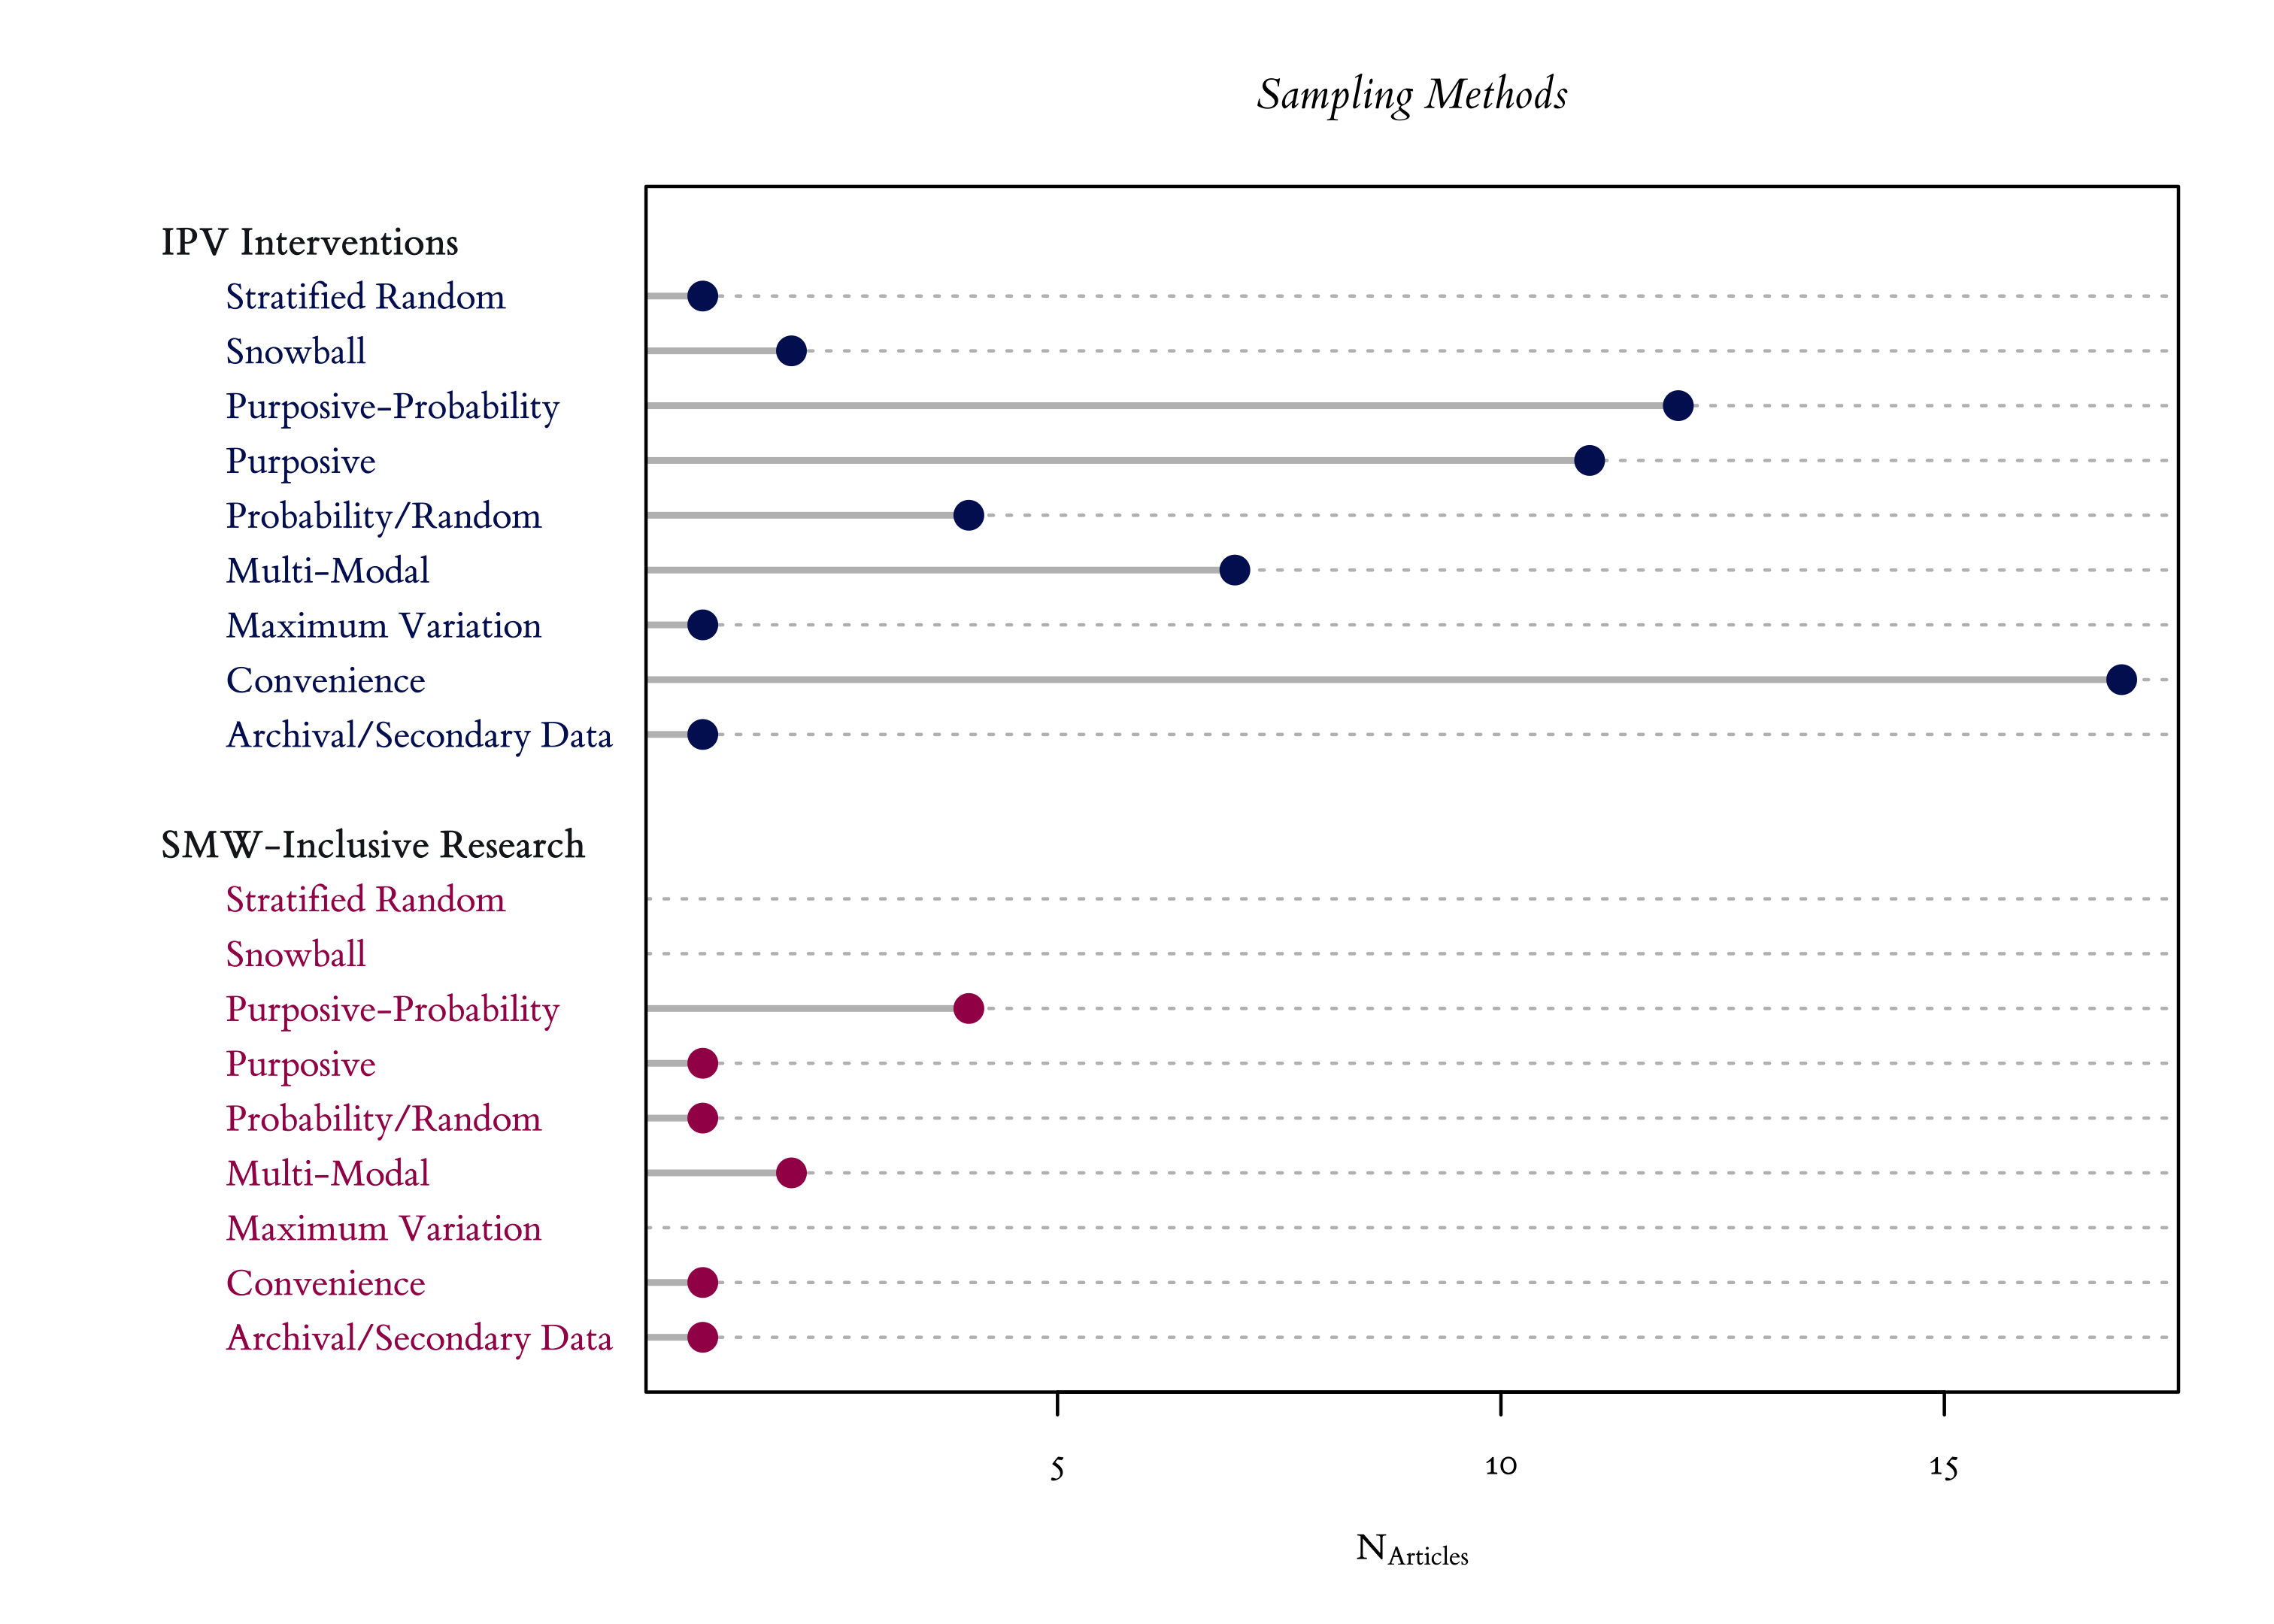 Sampling Methods
IPV Interventions
Stratified Random
Snowball
Purposive-Probability
Purposive
Probability/Random
Multi-Modal
Maximum Variation
Convenience
Archival/Secondary Data
SMW-Inclusive Research
Stratified Random
Snowball
Purposive-Probability
Purposive
Probability/Random
Multi-Modal
Maximum Variation
Convenience
Archival/Secondary Data
5 10 15
N Articles